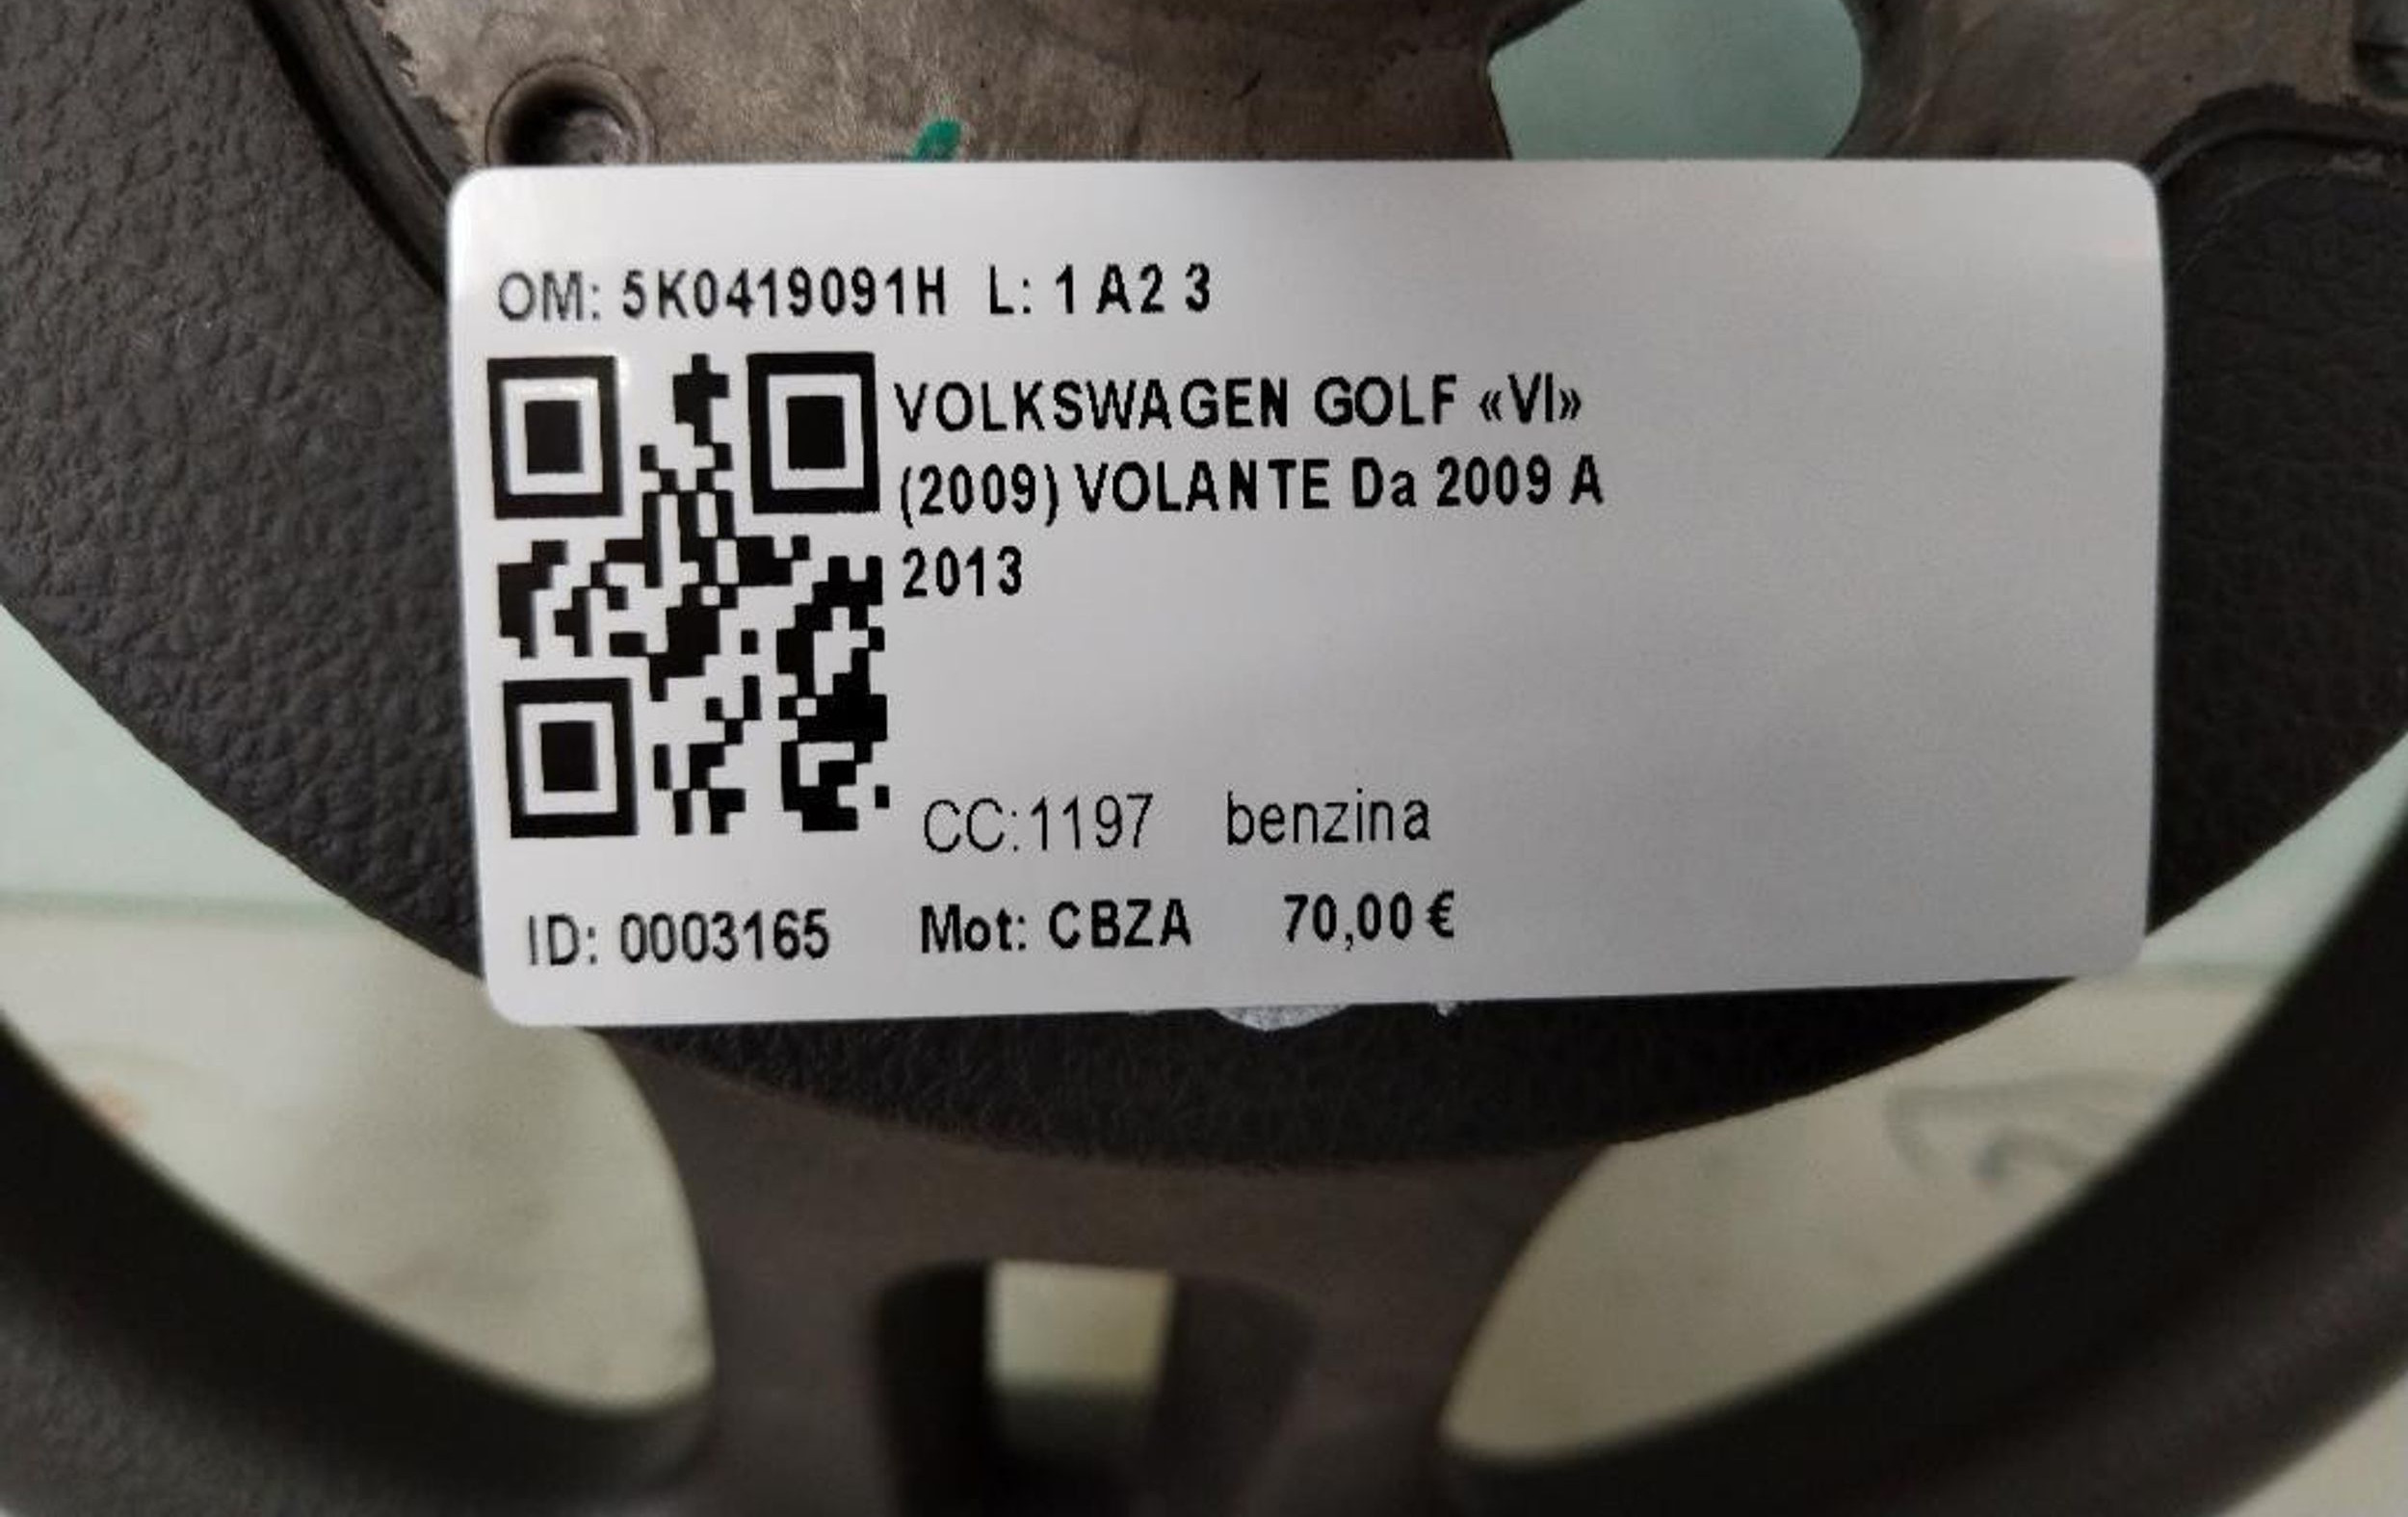 OM: 5K0419091H L: 1 A2 3
VOLKSWAGEN GOLF «VI»
(2009) VOLANTE Da 2009 A
2013
CC:1197 benzina
ID: 0003165 Mot: CBZA 70,00 €